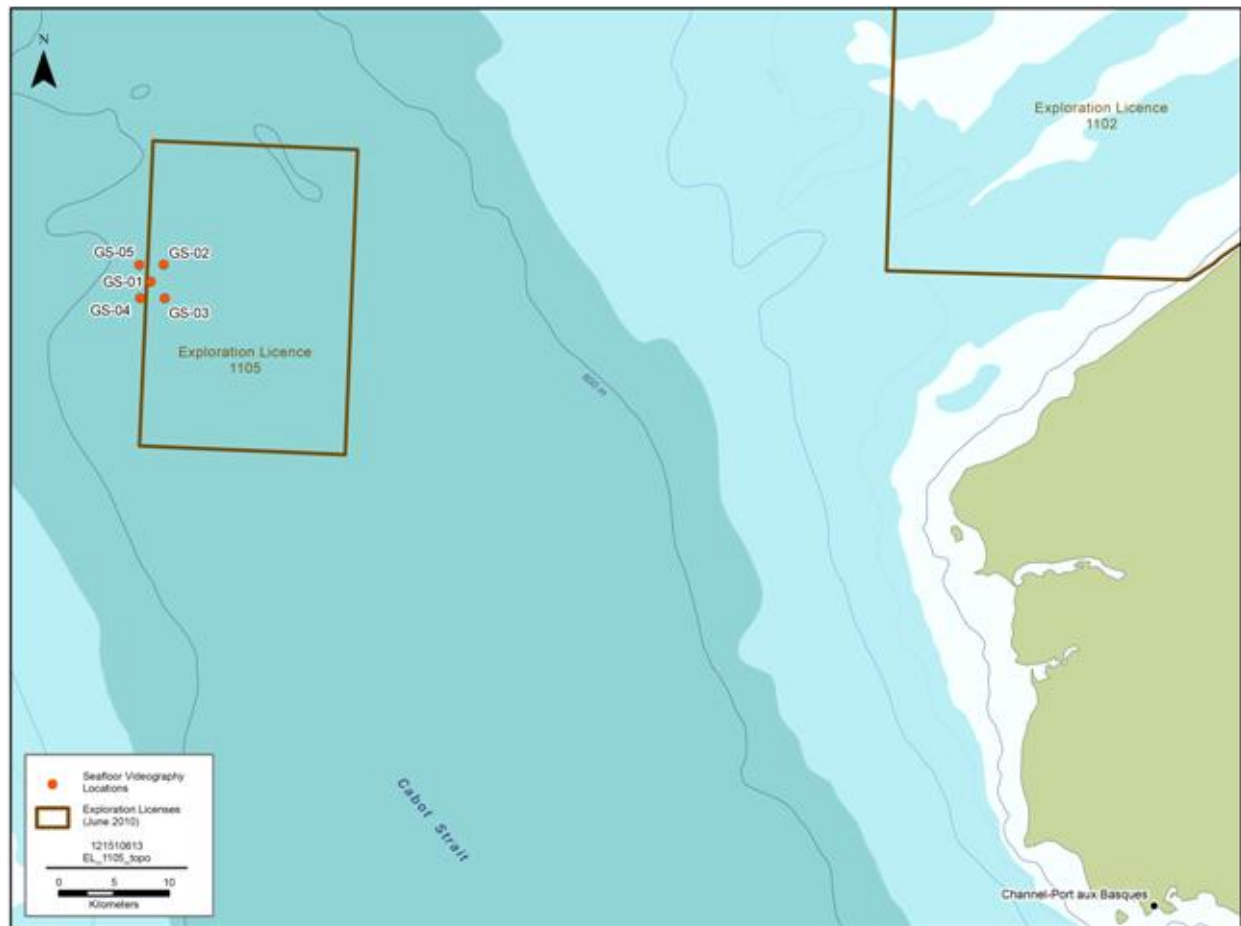 N
Exploration Licence
1102
GS-05
GS-02
GS-01
GS-04
GS-03
Exploration Licence
1105
Cabot Strait
Channel-Port aux Basques
Seafloor Videography
Locations
Exploration Licenses
(June 2010)
121510613
EL_1105_topo
0 5 10
Kilometers